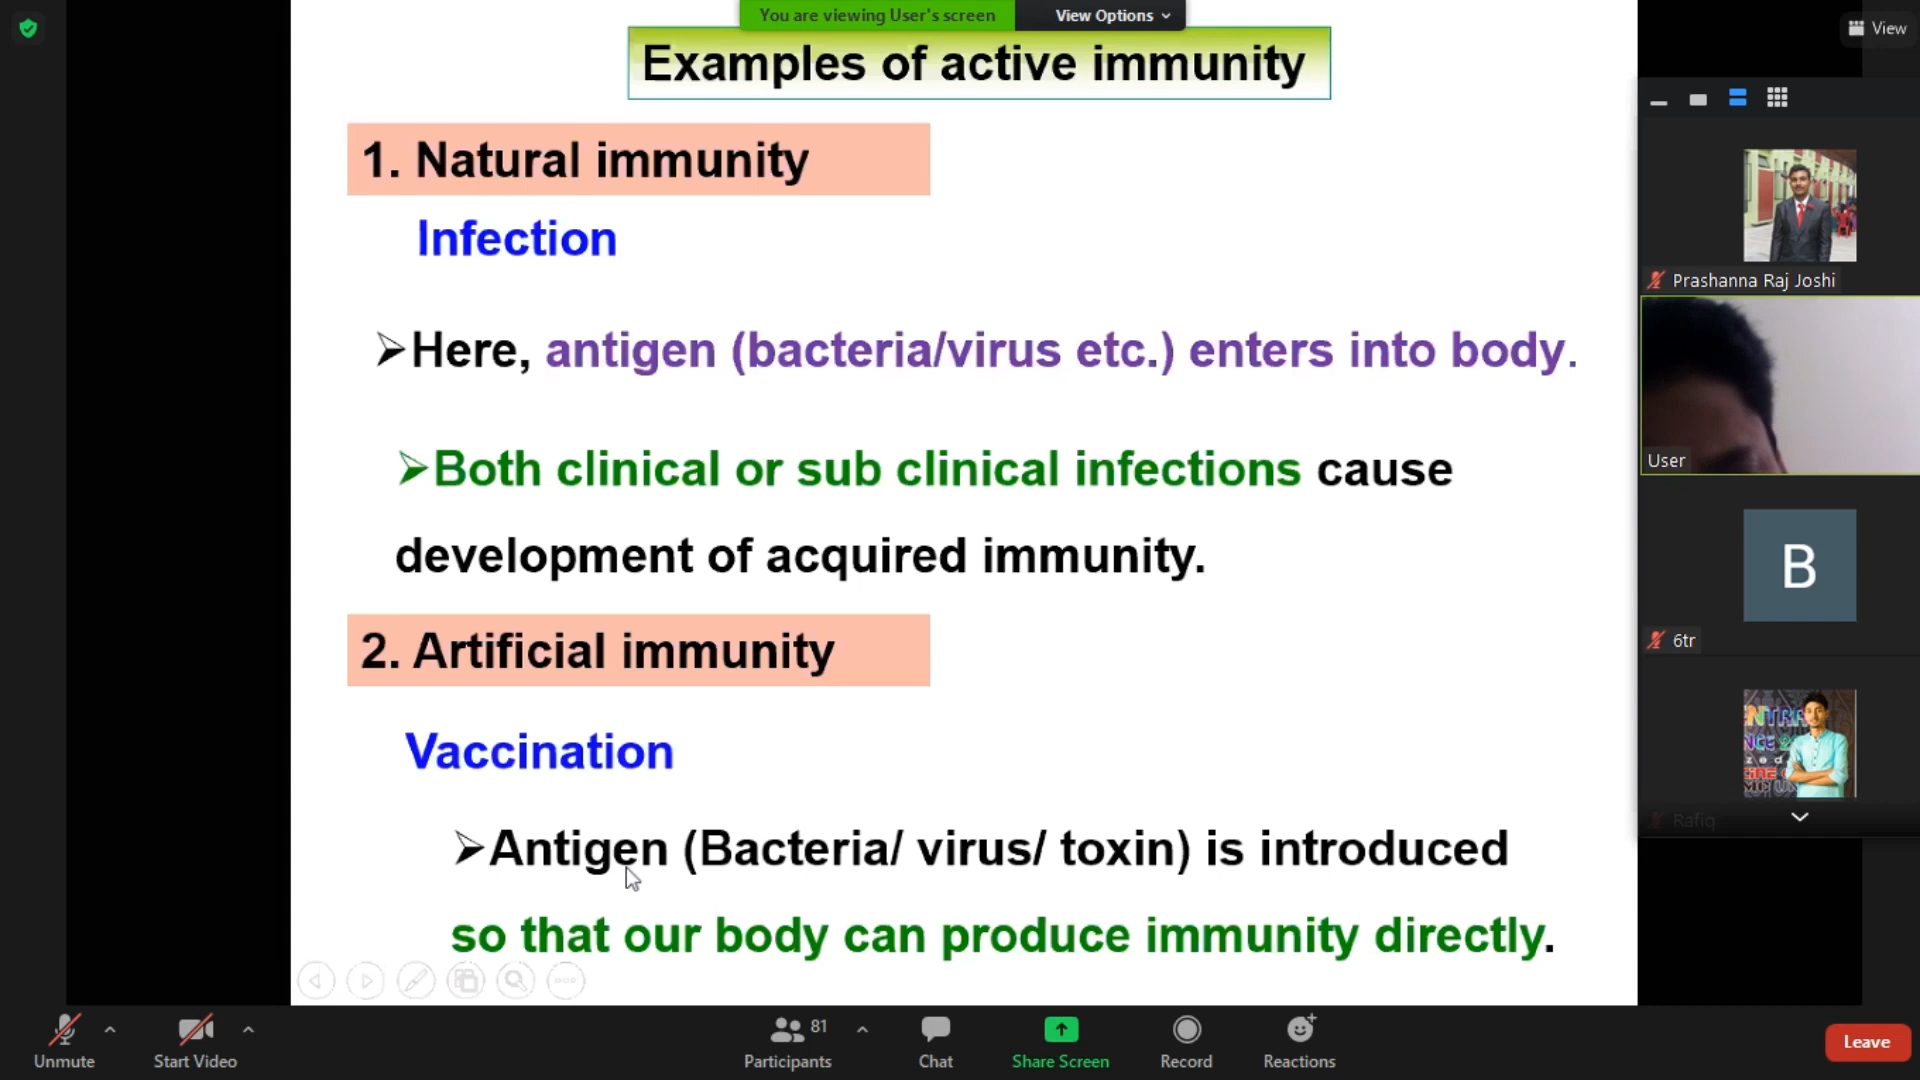 You are viewing User's screen
View Options
View
Examples of active immunity
1. Natural immunity
Infection
➢Here, antigen (bacteria/virus etc.) enters into body.
➢Both clinical or sub clinical infections cause
development of acquired immunity.
2. Artificial immunity
Vaccination
➢Antigen (Bacteria/ virus/ toxin) is introduced
so that our body can produce immunity directly.
Prashanna Raj Joshi
User
B
6tr
Rafiq
Unmute
Start Video
81
Participants
Chat
Share Screen
Record
Reactions
Leave